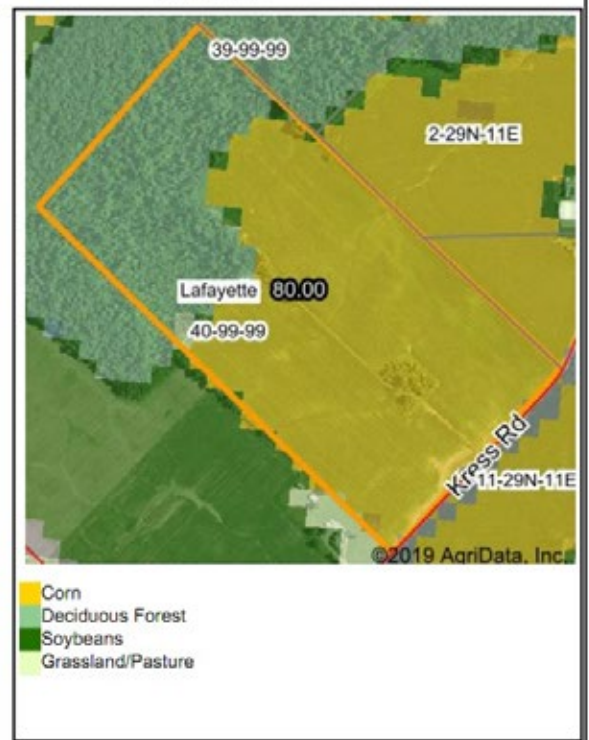 39-99-99
2-29N-11E
Lafayette 80.00
40-99-99
Kress Rd
11-29N-11E
©2019 AgriData, Inc.
Corn
Deciduous Forest
Soybeans
Grassland/Pasture